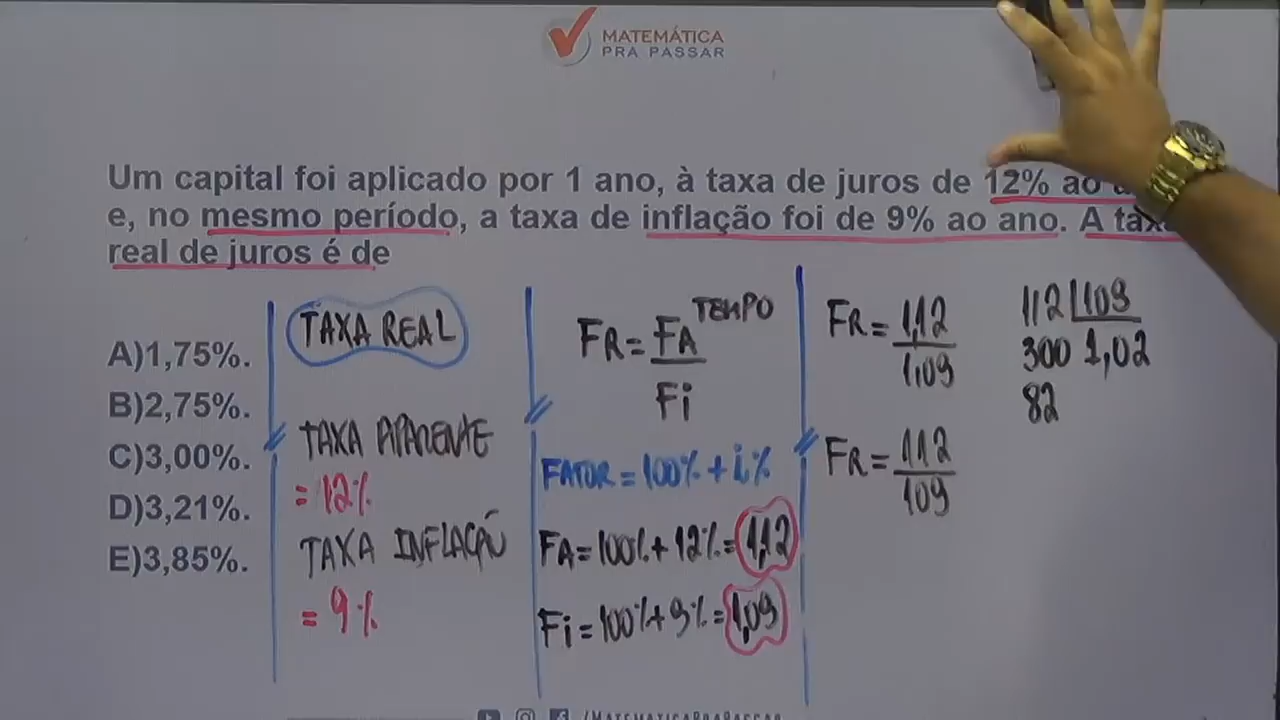 MATEMÁTICA
PRA PASSAR
Um capital foi aplicado por 1 ano, à taxa de juros de 12% ao
e, no mesmo período, a taxa de inflação foi de 9% ao ano. A taxa
real de juros é de
A)1,75%.
B)2,75%.
C)3,00%.
D)3,21%.
E)3,85%.
TAXA REAL
TAXA APARENTE
= 12%
TAXA INFLAÇÃO
= 9%
TEMPO
FR = FA
Fi
FATOR = 100% + i%
FA = 100% + 12% = 1,12
Fi = 100% + 9% = 1,09
FR = 1,12
1,09
FR = 112
109
112 109
300 1,02
82
/MATEMATICAPRAPASSAR